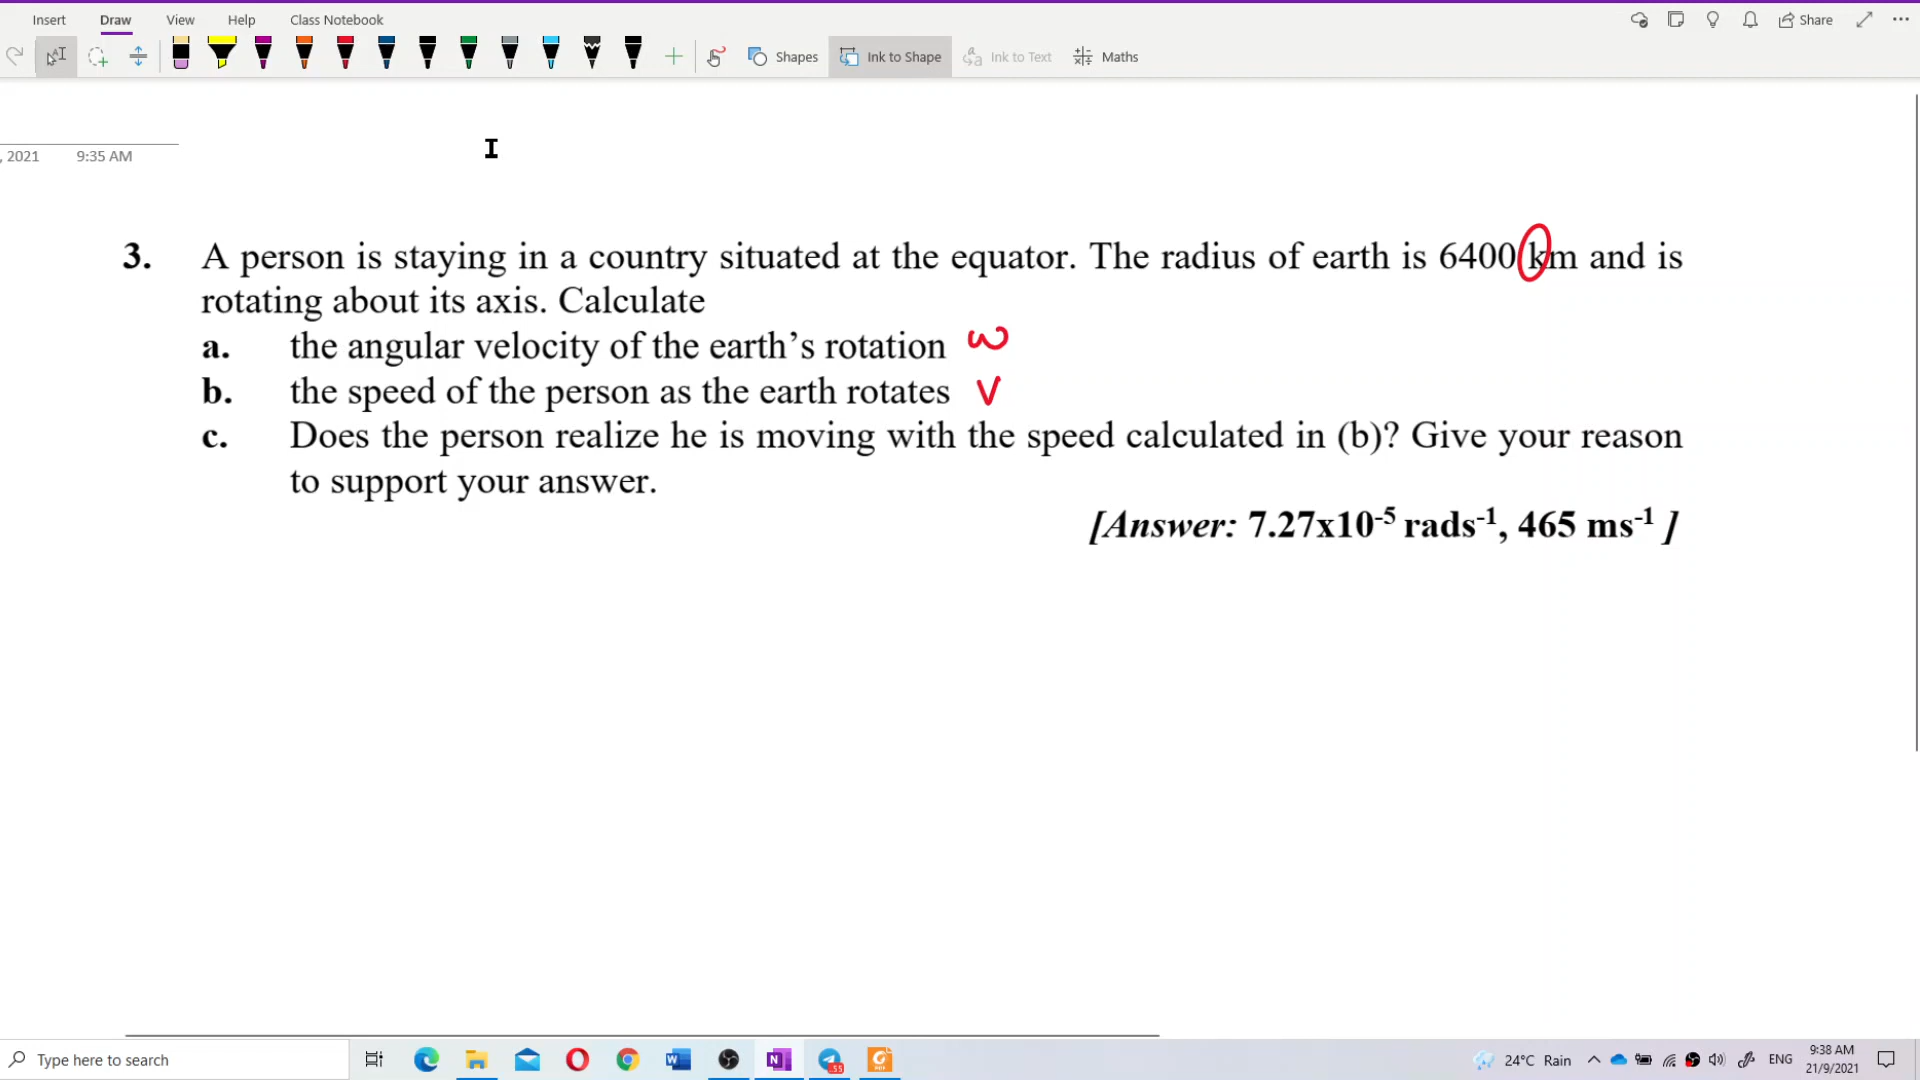 Insert Draw View Help Class Notebook Share
Shapes Ink to Shape Ink to Text Maths
, 2021 9:35 AM
3. A person is staying in a country situated at the equator. The radius of earth is 6400 km and is
rotating about its axis. Calculate
a. the angular velocity of the earth's rotation ω
b. the speed of the person as the earth rotates v
c. Does the person realize he is moving with the speed calculated in (b)? Give your reason
to support your answer.
[Answer: 7.27x10⁻⁵ rads⁻¹, 465 ms⁻¹ ]
Type here to search 24°C Rain ENG 9:38 AM
21/9/2021